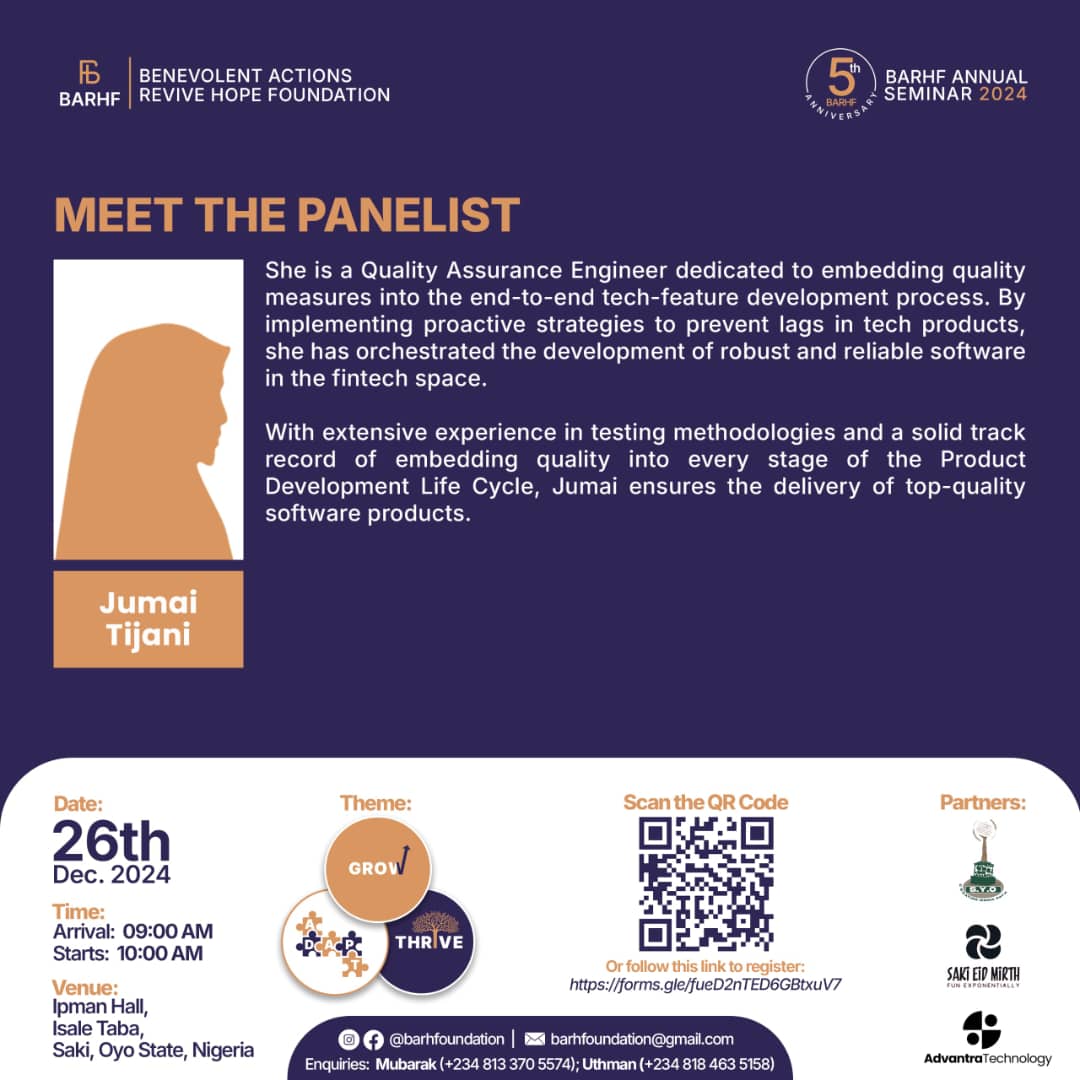 BARHF
BENEVOLENT ACTIONS
REVIVE HOPE FOUNDATION
5th
BARHF
ANNIVERSARY
BARHF ANNUAL
SEMINAR 2024
MEET THE PANELIST
She is a Quality Assurance Engineer dedicated to embedding quality
measures into the end-to-end tech-feature development process. By
implementing proactive strategies to prevent lags in tech products,
she has orchestrated the development of robust and reliable software
in the fintech space.
With extensive experience in testing methodologies and a solid track
record of embedding quality into every stage of the Product
Development Life Cycle, Jumai ensures the delivery of top-quality
software products.
Jumai
Tijani
Date:
26th
Dec. 2024
Time:
Arrival: 09:00 AM
Starts: 10:00 AM
Venue:
Ipman Hall,
Isale Taba,
Saki, Oyo State, Nigeria
Theme:
GROW
ADAPT
THRIVE
Scan the QR Code
Or follow this link to register:
https://forms.gle/fueD2nTED6GBtxuV7
Partners:
S.Y.O
SAKI EID MIRTH
FUN EXPONENTIALLY
AdvantraTechnology
@barhfoundation | barhfoundation@gmail.com
Enquiries: Mubarak (+234 813 370 5574); Uthman (+234 818 463 5158)